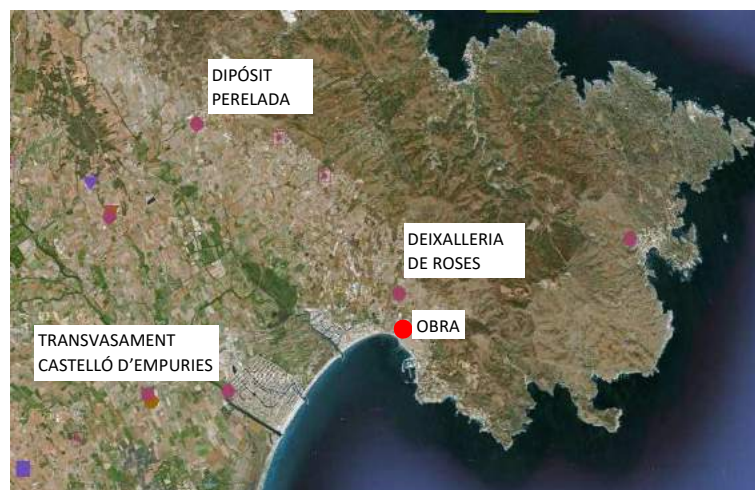 DIPÓSIT
PERELADA
DEIXALLERIA
DE ROSES
OBRA
TRANSVASAMENT
CASTELLÓ D'EMPURIES